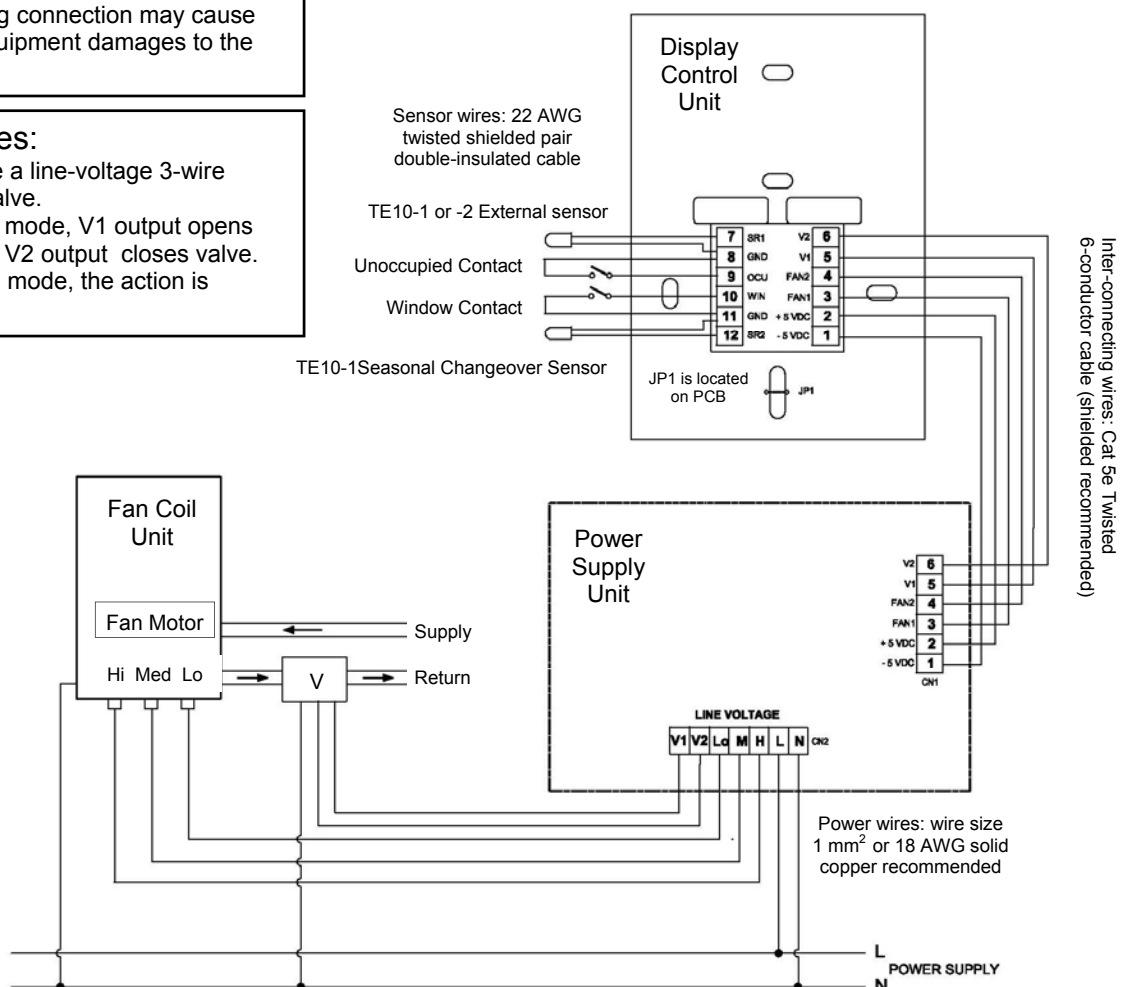 g connection may cause
uipment damages to the
es:
e a line-voltage 3-wire
alve.
mode, V1 output opens
V2 output closes valve.
mode, the action is
Display
Control
Unit
Sensor wires: 22 AWG
twisted shielded pair
double-insulated cable
TE10-1 or -2 External sensor
Unoccupied Contact
Window Contact
TE10-1Seasonal Changeover Sensor
7 SR1 V2 6
8 GND V1 5
9 OCU FAN2 4
10 WIN FAN1 3
11 GND + 5 VDC 2
12 SR2 - 5 VDC 1
JP1 is located
on PCB
JP1
Inter-connecting wires: Cat 5e Twisted
6-conductor cable (shielded recommended)
Fan Coil
Unit
Fan Motor
Hi Med Lo
Supply
Return
V
Power
Supply
Unit
V2 6
V1 5
FAN2 4
FAN1 3
+ 5 VDC 2
- 5 VDC 1
CN1
LINE VOLTAGE
V1 V2 Lo M H L N CN2
Power wires: wire size
1 mm² or 18 AWG solid
copper recommended
L
POWER SUPPLY
N